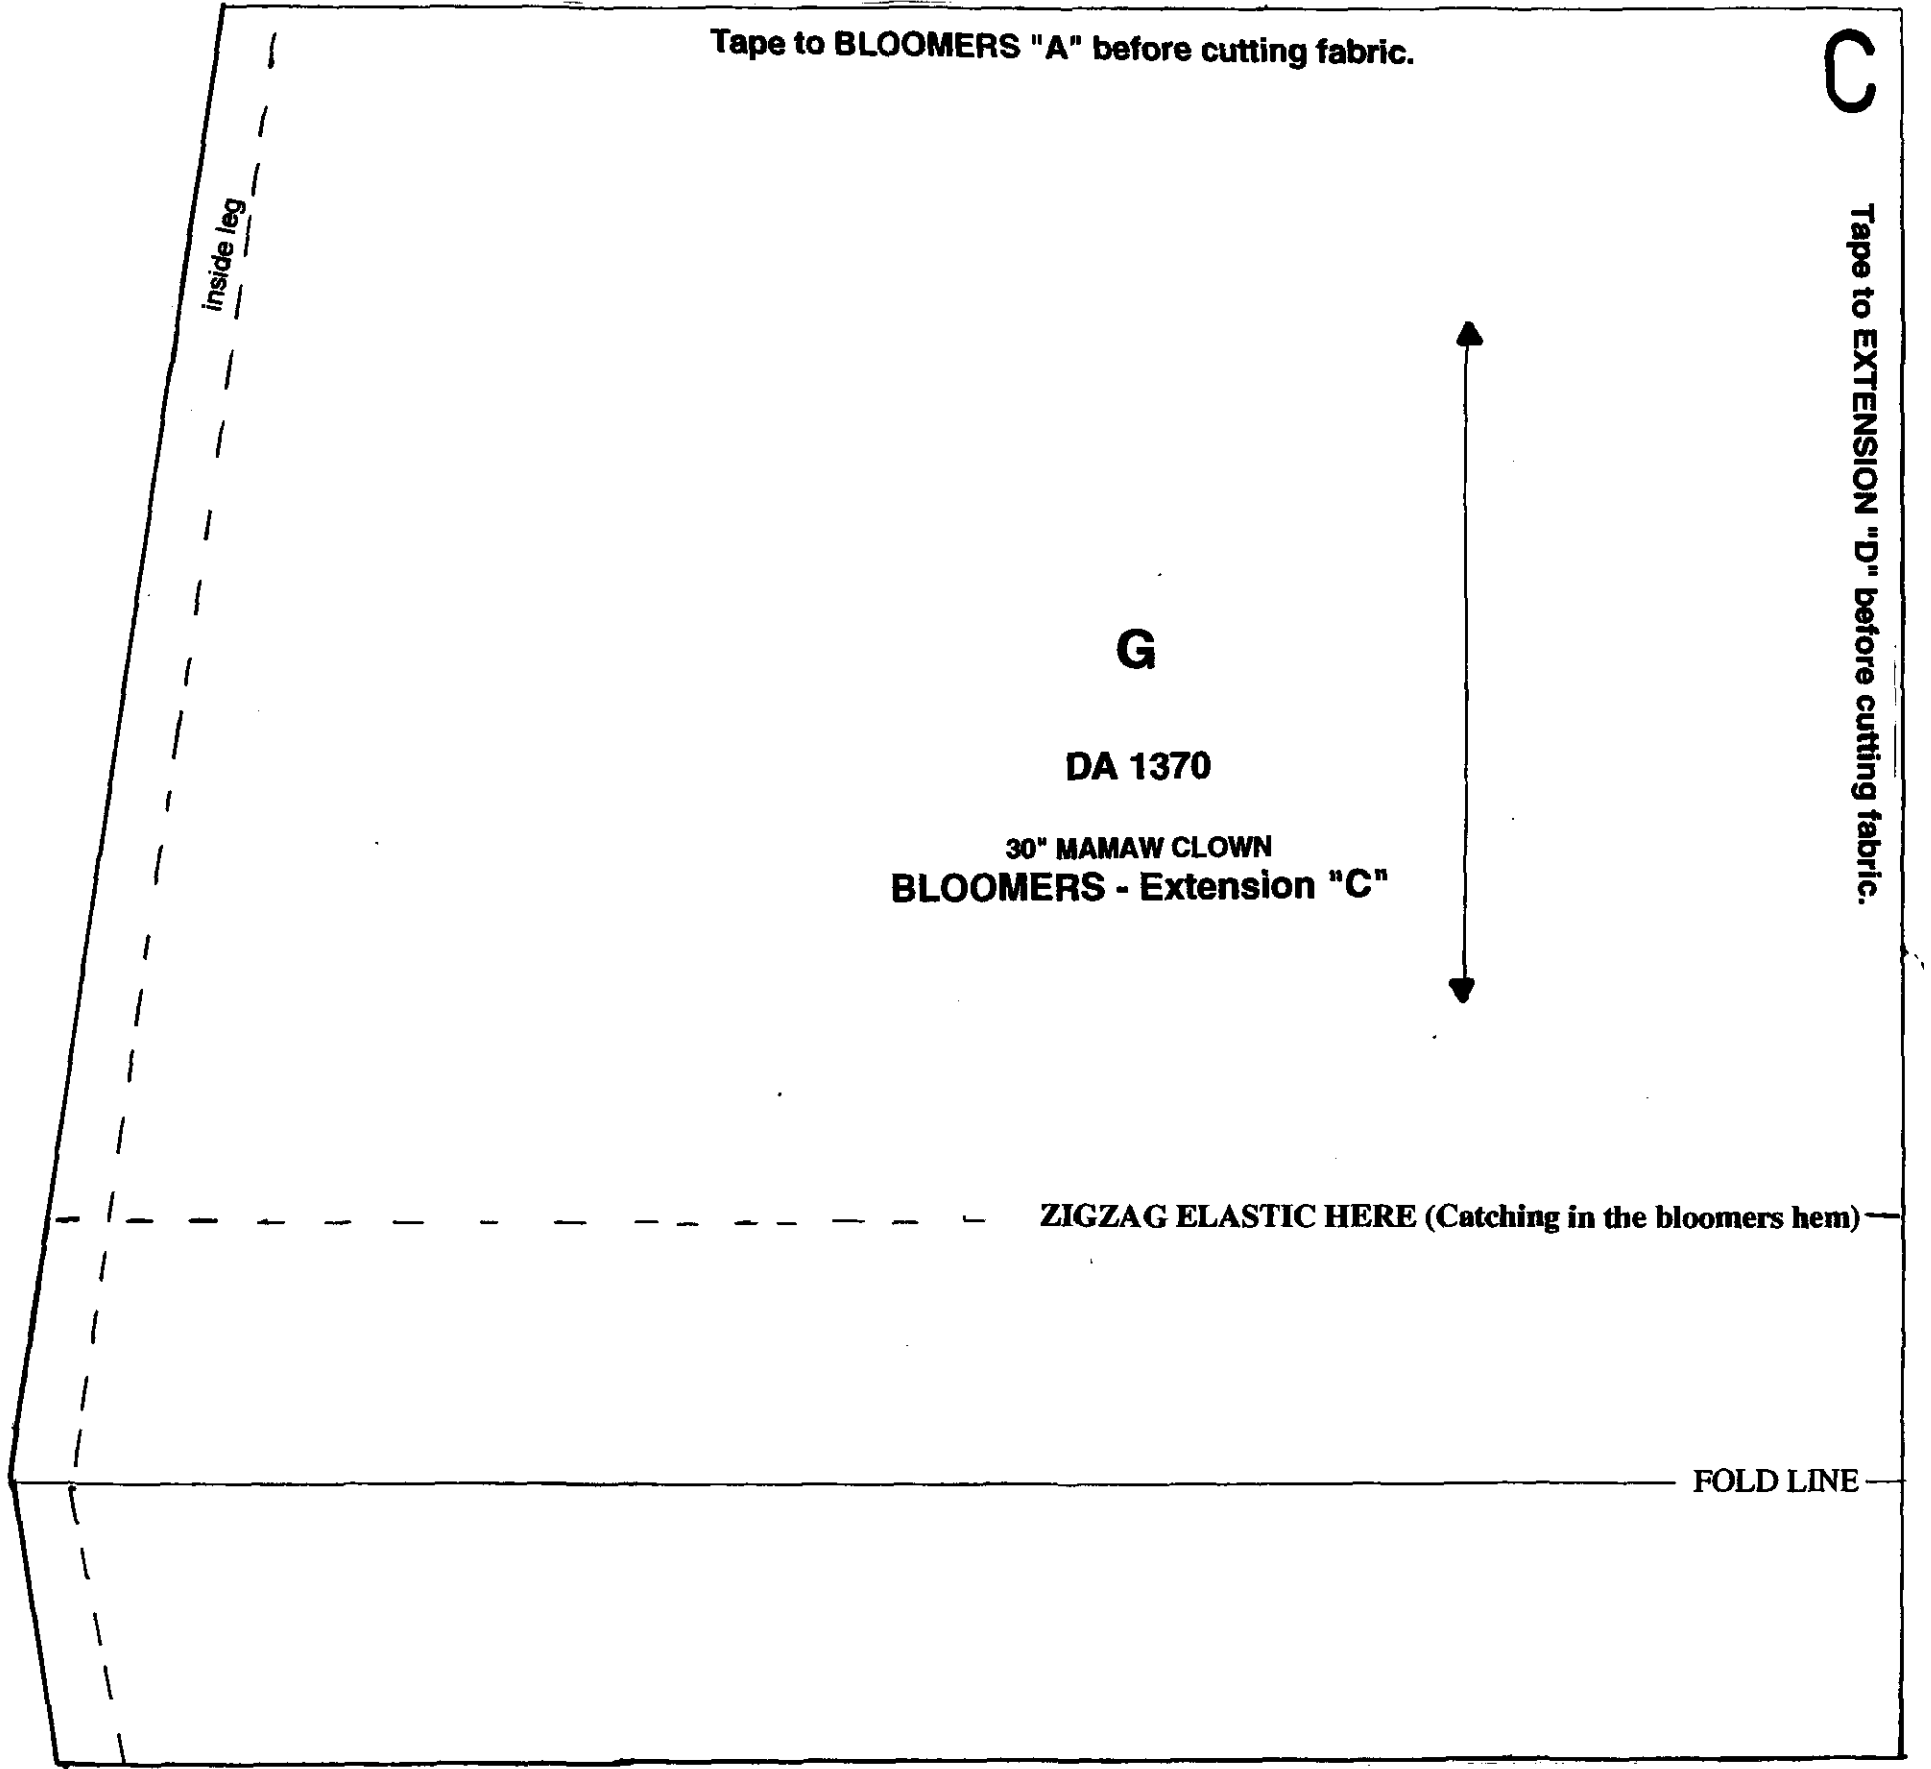 Tape to BLOOMERS "A" before cutting fabric.
C
inside leg
Tape to EXTENSION "D" before cutting fabric.
G
DA 1370
30" MAMAW CLOWN
BLOOMERS - Extension "C"
ZIGZAG ELASTIC HERE (Catching in the bloomers hem)
FOLD LINE